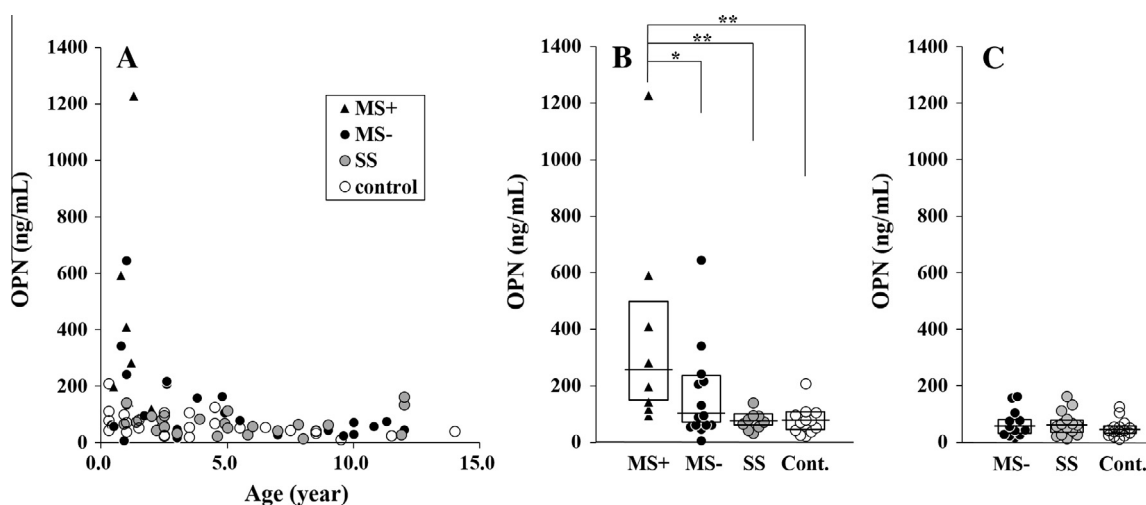 A
OPN (ng/mL)
1400
1200
1000
800
600
400
200
0
0.0 5.0 10.0 15.0
Age (year)
MS+
MS-
SS
control
B
OPN (ng/mL)
1400
1200
1000
800
600
400
200
0
**
**
*
MS+ MS- SS Cont.
C
OPN (ng/mL)
1400
1200
1000
800
600
400
200
0
MS- SS Cont.